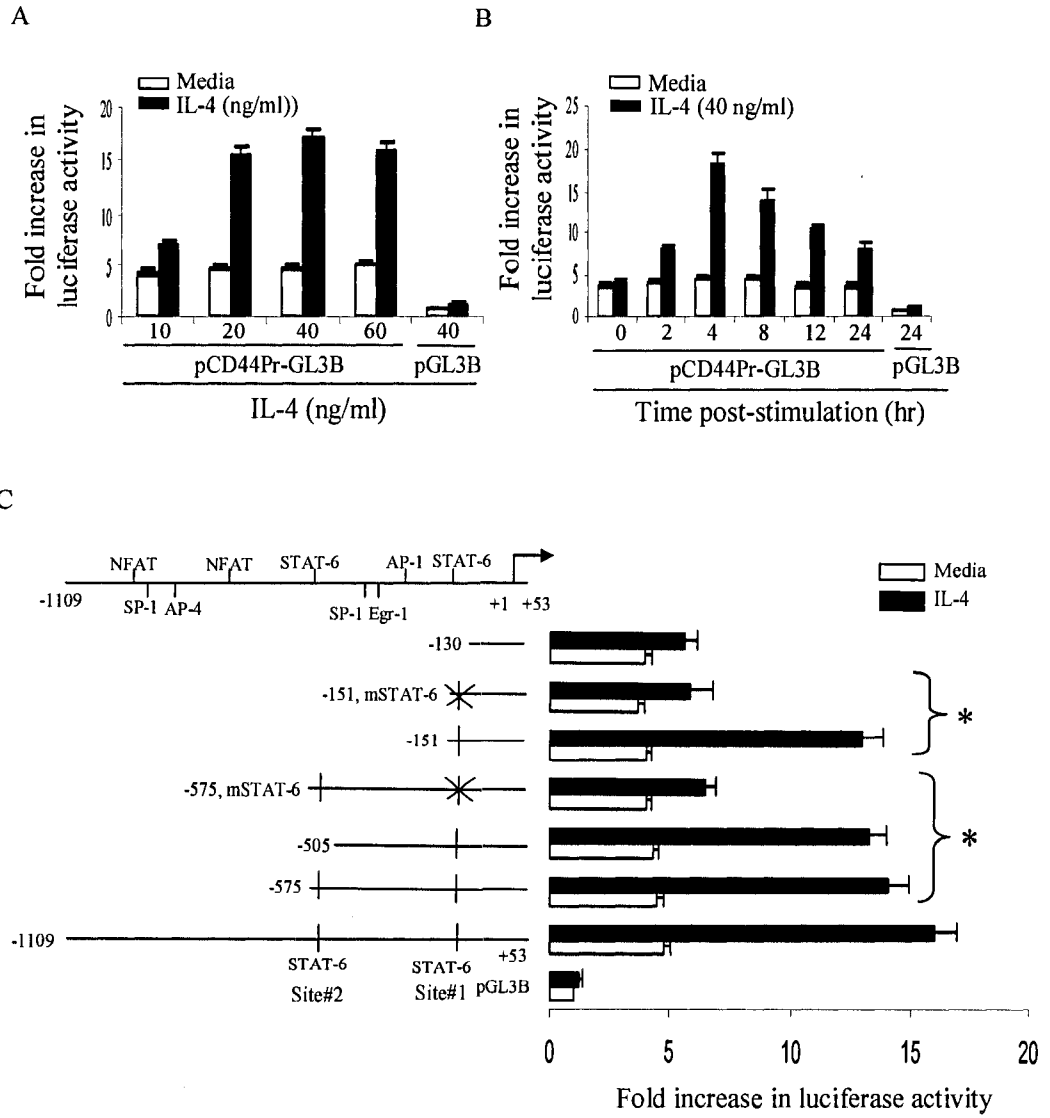 A
Media
IL-4 (ng/ml))
Fold increase in
luciferase activity
20
15
10
5
0
10 20 40 60 40
pCD44Pr-GL3B pGL3B
IL-4 (ng/ml)
B
Media
IL-4 (40 ng/ml)
Fold increase in
luciferase activity
25
20
15
10
5
0
0 2 4 8 12 24 24
pCD44Pr-GL3B pGL3B
Time post-stimulation (hr)
C
NFAT NFAT STAT-6 AP-1 STAT-6
-1109 SP-1 AP-4 SP-1 Egr-1 +1 +53
Media
IL-4
-130
-151, mSTAT-6
*
-151
-575, mSTAT-6
-505
*
-575
-1109
+53
STAT-6 STAT-6 pGL3B
Site#2 Site#1
0 5 10 15 20
Fold increase in luciferase activity